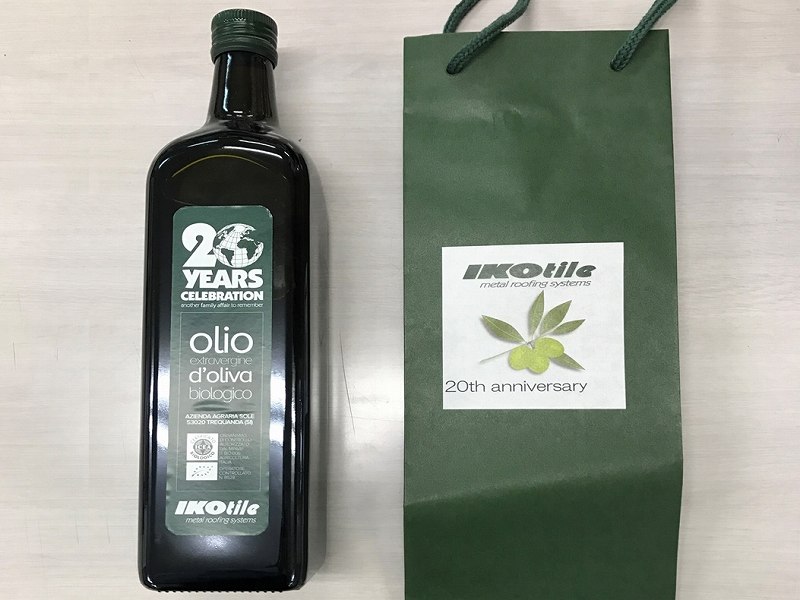 20
YEARS
CELEBRATION
another family affair to remember
olio
extravergine
d'oliva
biologico
AZIENDA AGRARIA SOLE
53020 TREQUANDA (SI)
IKOtile
metal roofing systems
IKOtile
metal roofing systems
20th anniversary